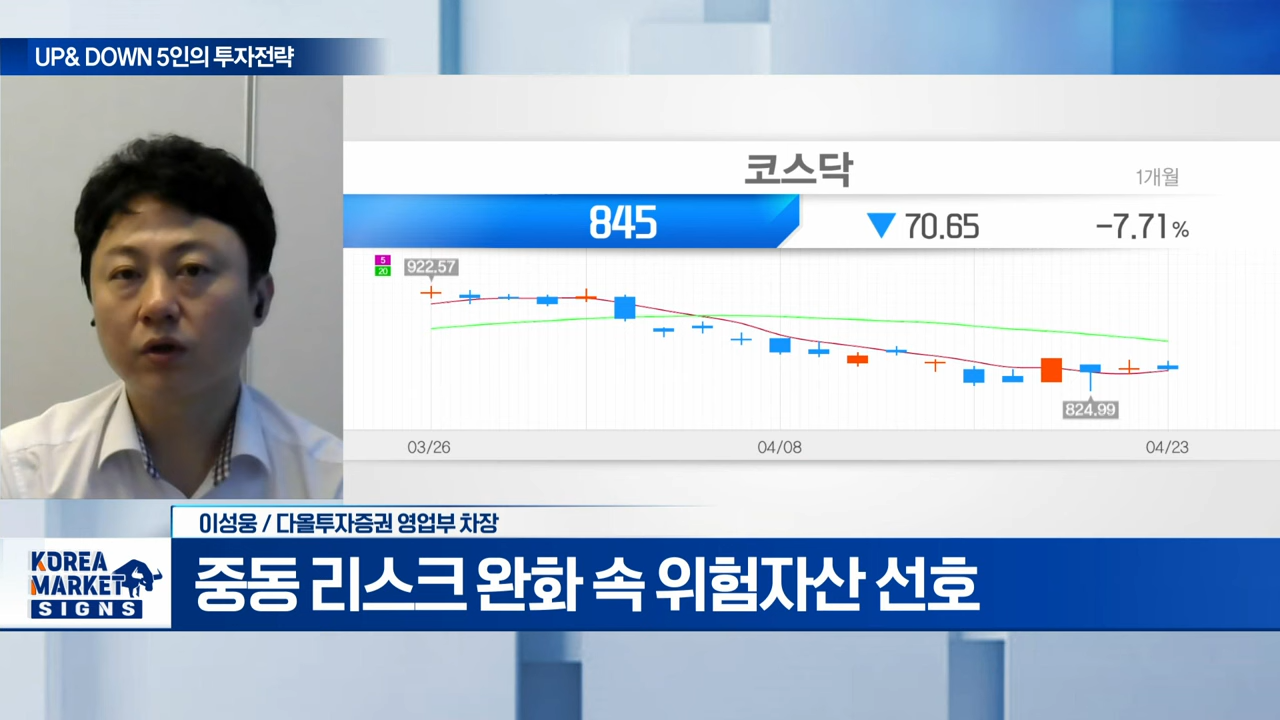 UP& DOWN 5인의 투자전략
코스닥
1개월
845 ▼ 70.65 -7.71%
5
20
922.57
824.99
03/26 04/08 04/23
이성웅 / 다올투자증권 영업부 차장
KOREA
MARKET
SIGNS
중동 리스크 완화 속 위험자산 선호